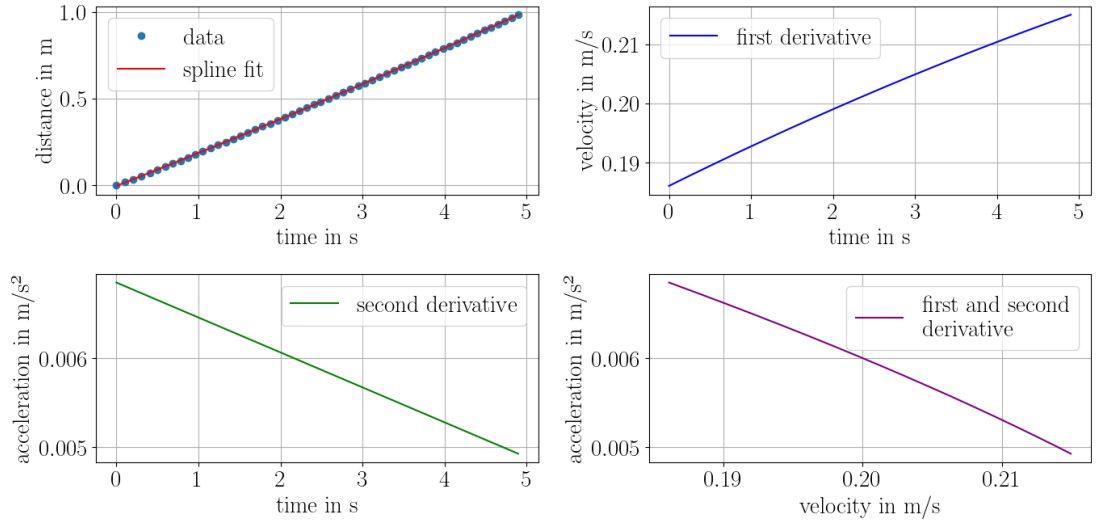 distance in m
1.0
0.5
0.0
data
spline fit
0
1
2
3
4
5
time in s
velocity in m/s
0.21
0.20
0.19
first derivative
0
1
2
3
4
5
time in s
acceleration in m/s²
0.006
0.005
second derivative
0
1
2
3
4
5
time in s
acceleration in m/s²
0.006
0.005
first and second
derivative
0.19
0.20
0.21
velocity in m/s